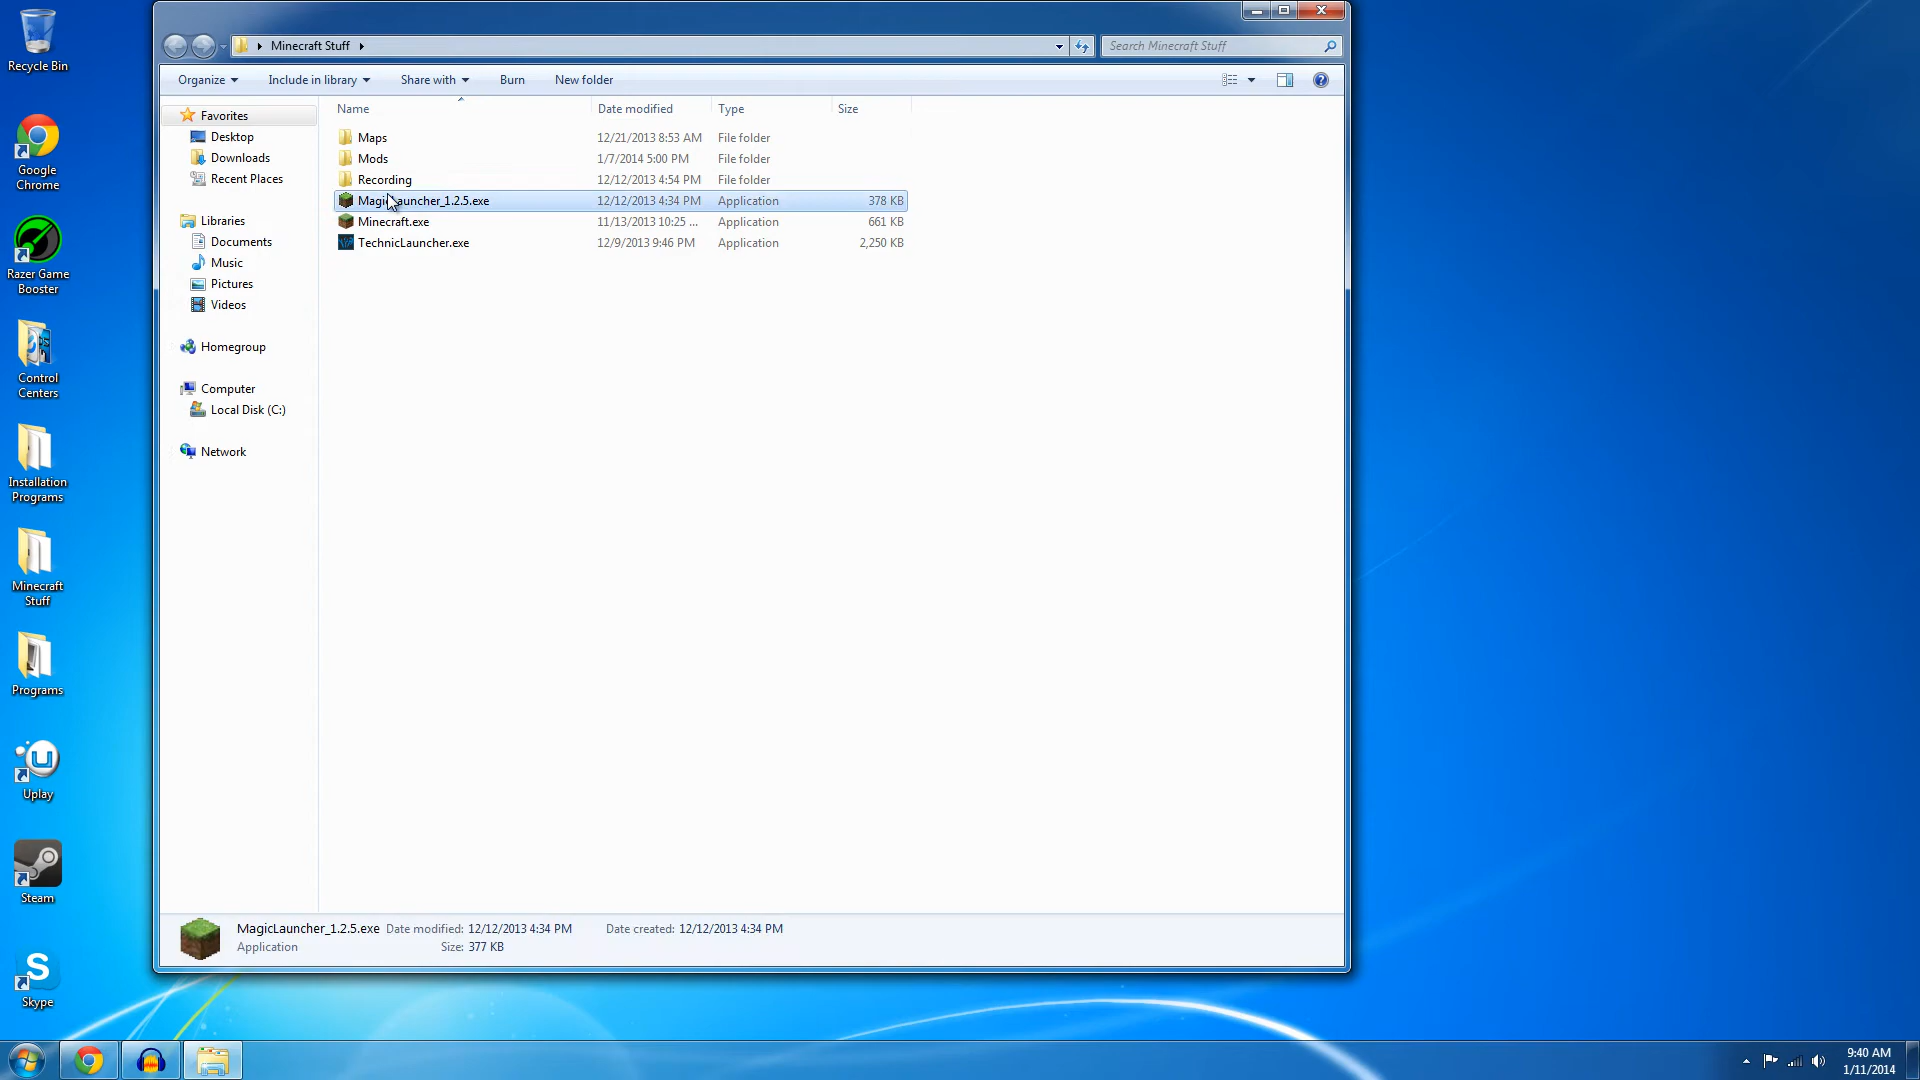 Recycle Bin
Google
Chrome
Razer Game
Booster
Control
Centers
Installation
Programs
Minecraft
Stuff
Programs
Uplay
Steam
Skype
Minecraft Stuff
Search Minecraft Stuff
Organize Include in library Share with Burn New folder
Favorites
Desktop
Downloads
Recent Places
Libraries
Documents
Music
Pictures
Videos
Homegroup
Computer
Local Disk (C:)
Network
Name Date modified Type Size
Maps 12/21/2013 8:53 AM File folder
Mods 1/7/2014 5:00 PM File folder
Recording 12/12/2013 4:54 PM File folder
MagicLauncher_1.2.5.exe 12/12/2013 4:34 PM Application 378 KB
Minecraft.exe 11/13/2013 10:25 ... Application 661 KB
TechnicLauncher.exe 12/9/2013 9:46 PM Application 2,250 KB
MagicLauncher_1.2.5.exe Date modified: 12/12/2013 4:34 PM Date created: 12/12/2013 4:34 PM
Application Size: 377 KB
9:40 AM
1/11/2014